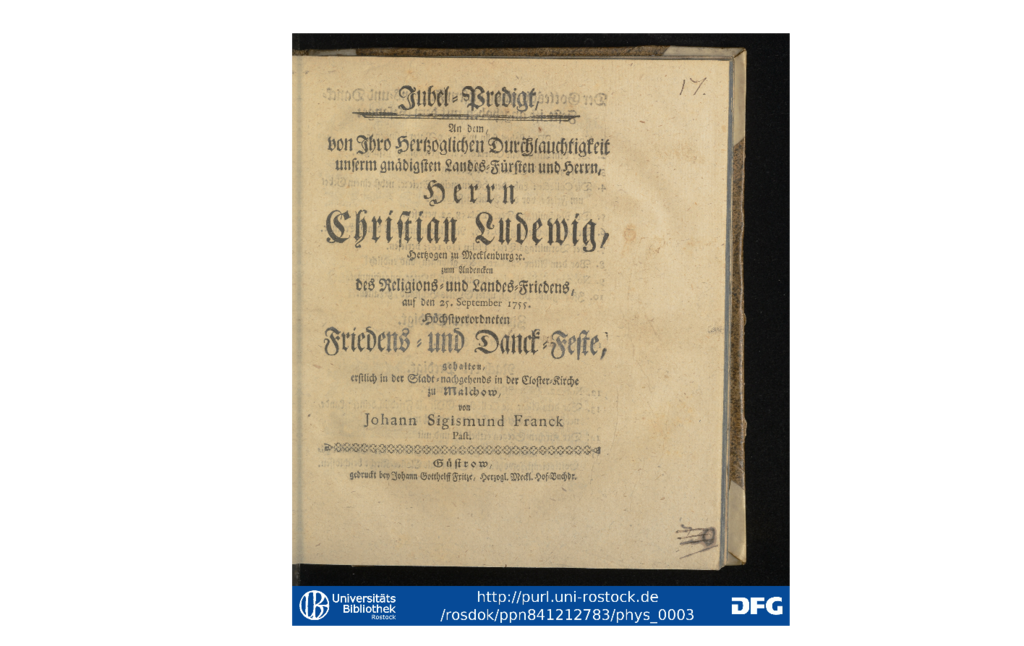 17.
Jubel-Predigt,
An dem,
von Ihro Hertzoglichen Durchlauchtigkeit
unserm gnädigsten Landes-Fürsten und Herrn,
Herrn
Christian Ludewig,
Hertzogen zu Mecklenburg ꝛc.
zum Andencken
des Religions- und Landes-Friedens,
auf den 25. September 1755.
Höchstverordneten
Friedens- und Danck-Feste,
gehalten,
erstlich in der Stadt- nachgehends in der Closter-Kirche
zu Malchow,
von
Johann Sigismund Franck
Past.
Güstrow,
gedruckt bey Johann Gotthelff Fritze, Herzogl. Meckl. Hof-Buchdr.
Universitäts
Bibliothek
Rostock
http://purl.uni-rostock.de
/rosdok/ppn841212783/phys_0003
DFG